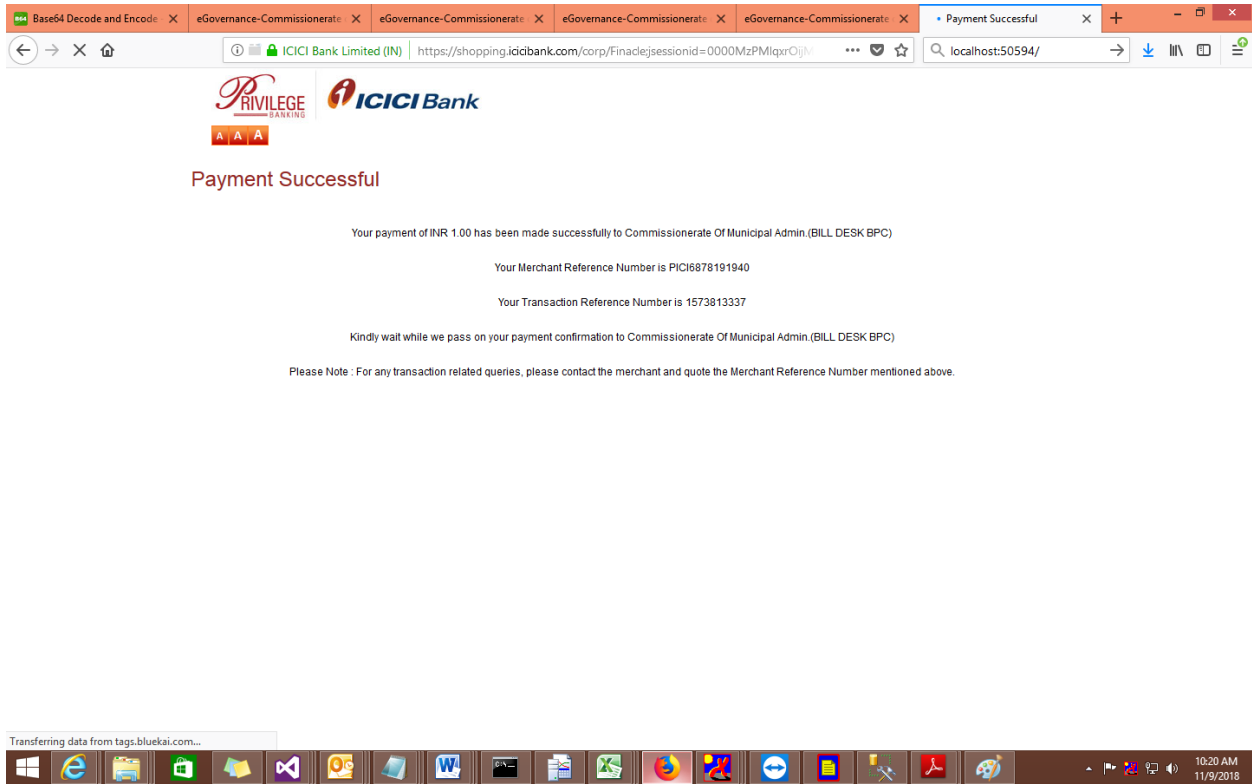 Base64 Decode and Encode -
eGovernance-Commissionerate
eGovernance-Commissionerate
eGovernance-Commissionerate
eGovernance-Commissionerate
Payment Successful
ICICI Bank Limited (IN)
https://shopping.icicibank.com/corp/Finacle;jsessionid=0000MzPMIqxrOijM
localhost:50594/
PRIVILEGE
BANKING
ICICI Bank
A A A
Payment Successful
Your payment of INR 1.00 has been made successfully to Commissionerate Of Municipal Admin.(BILL DESK BPC)
Your Merchant Reference Number is PICI6878191940
Your Transaction Reference Number is 1573813337
Kindly wait while we pass on your payment confirmation to Commissionerate Of Municipal Admin.(BILL DESK BPC)
Please Note : For any transaction related queries, please contact the merchant and quote the Merchant Reference Number mentioned above.
Transferring data from tags.bluekai.com...
10:20 AM
11/9/2018